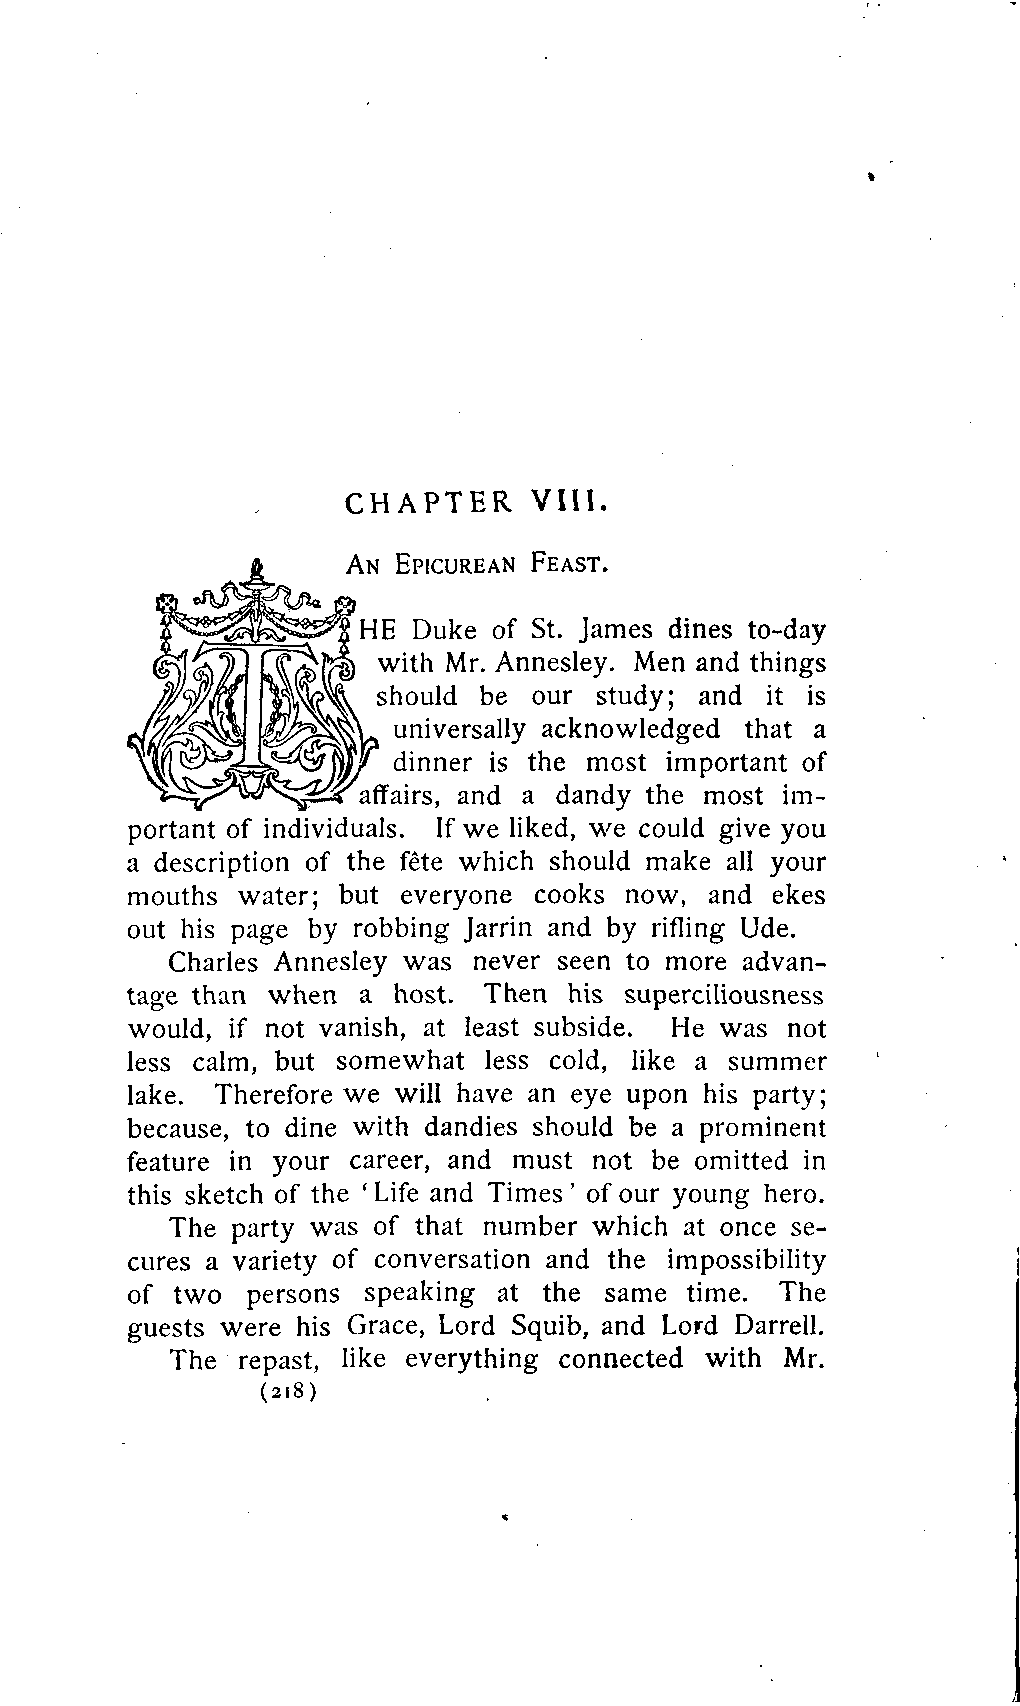 CHAPTER VIII.
An Epicurean Feast.
THE Duke of St. James dines to-day
with Mr. Annesley. Men and things
should be our study; and it is
universally acknowledged that a
dinner is the most important of
affairs, and a dandy the most im-
portant of individuals. If we liked, we could give you
a description of the fête which should make all your
mouths water; but everyone cooks now, and ekes
out his page by robbing Jarrin and by rifling Ude.
Charles Annesley was never seen to more advan-
tage than when a host. Then his superciliousness
would, if not vanish, at least subside. He was not
less calm, but somewhat less cold, like a summer
lake. Therefore we will have an eye upon his party;
because, to dine with dandies should be a prominent
feature in your career, and must not be omitted in
this sketch of the 'Life and Times' of our young hero.
The party was of that number which at once se-
cures a variety of conversation and the impossibility
of two persons speaking at the same time. The
guests were his Grace, Lord Squib, and Lord Darrell.
The repast, like everything connected with Mr.
(218)